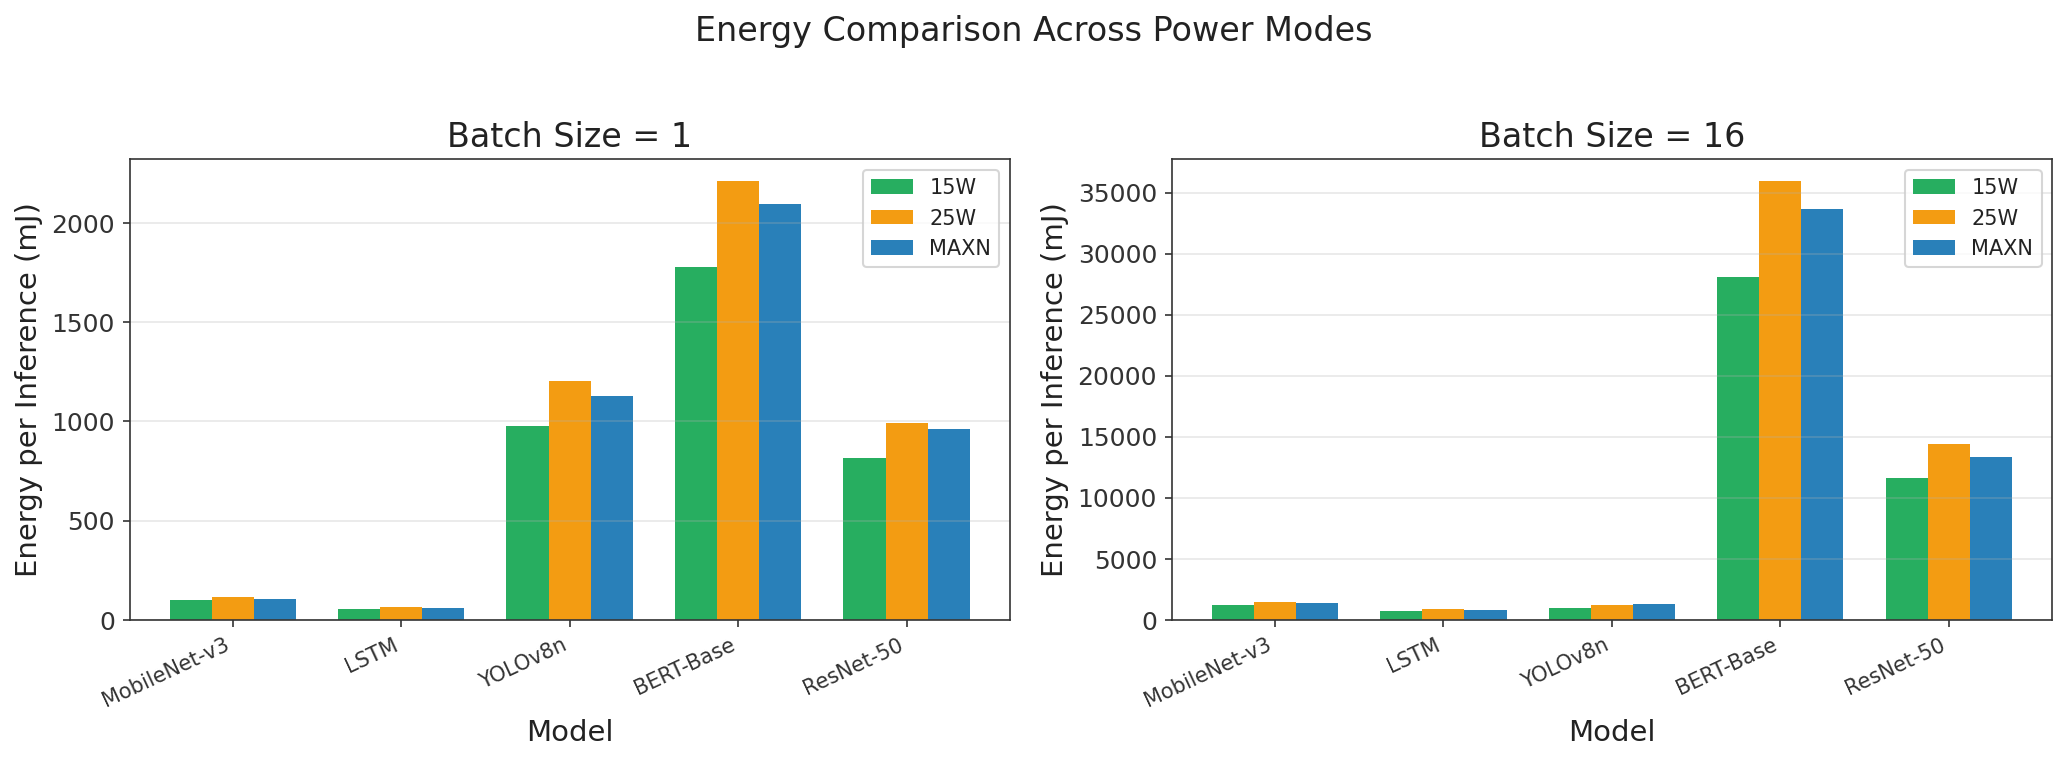 Energy Comparison Across Power Modes
Batch Size = 1
Energy per Inference (mJ)
2000
1500
1000
500
0
15W
25W
MAXN
MobileNet-v3
LSTM
YOLOv8n
BERT-Base
ResNet-50
Model
Batch Size = 16
Energy per Inference (mJ)
35000
30000
25000
20000
15000
10000
5000
0
15W
25W
MAXN
MobileNet-v3
LSTM
YOLOv8n
BERT-Base
ResNet-50
Model